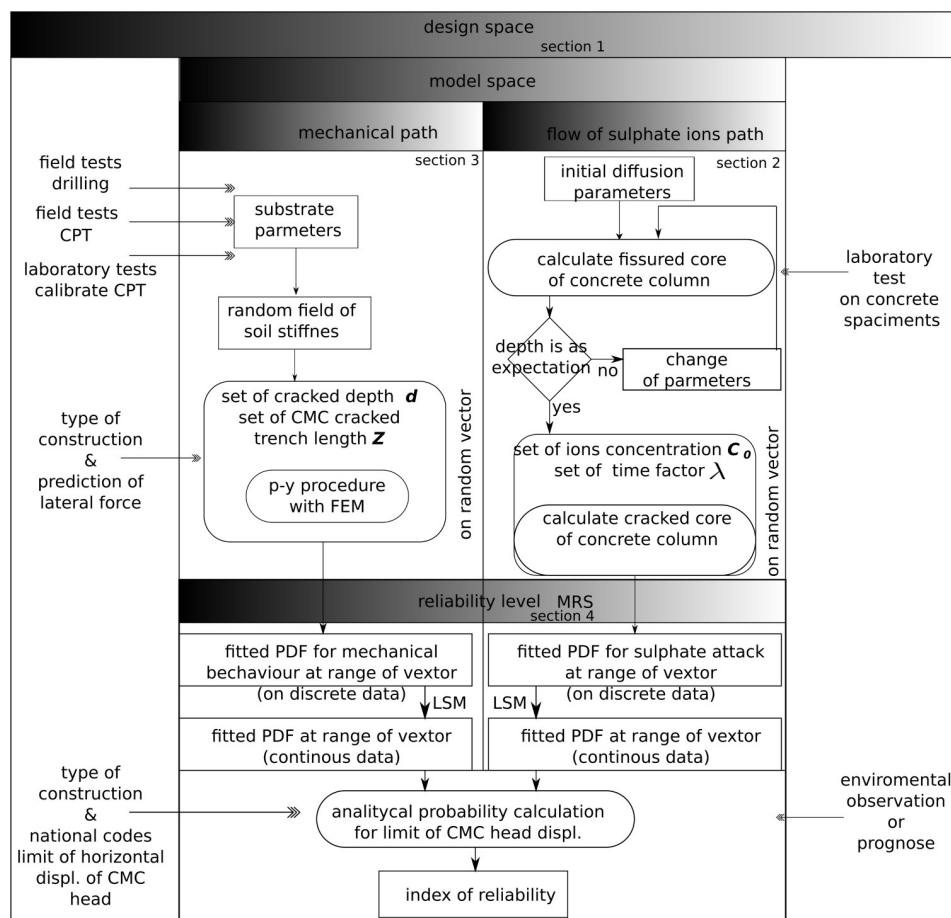 design space
section 1
model space
mechanical path
section 3
flow of sulphate ions path
section 2
field tests
drilling
field tests
CPT
laboratory tests
calibrate CPT
substrate
parmeters
random field of
soil stiffnes
set of cracked depth d
set of CMC cracked
trench length Z
p-y procedure
with FEM
on random vector
type of
construction
&
prediction of
lateral force
initial diffusion
parameters
calculate fissured core
of concrete column
depth is as
expectation
no
change
of parmeters
yes
set of ions concentration C0
set of time factor λ
calculate cracked core
of concrete column
on random vector
laboratory
test
on concrete
spaciments
reliability level MRS
section 4
fitted PDF for mechanical
bechaviour at range of vextor
(on discrete data)
LSM
fitted PDF at range of vextor
(continous data)
fitted PDF for sulphate attack
at range of vextor
(on discrete data)
LSM
fitted PDF at range of vextor
(continous data)
type of
construction
&
national codes
limit of horizontal
displ. of CMC
head
analitycal probability calculation
for limit of CMC head displ.
index of reliability
enviromental
observation
or
prognose